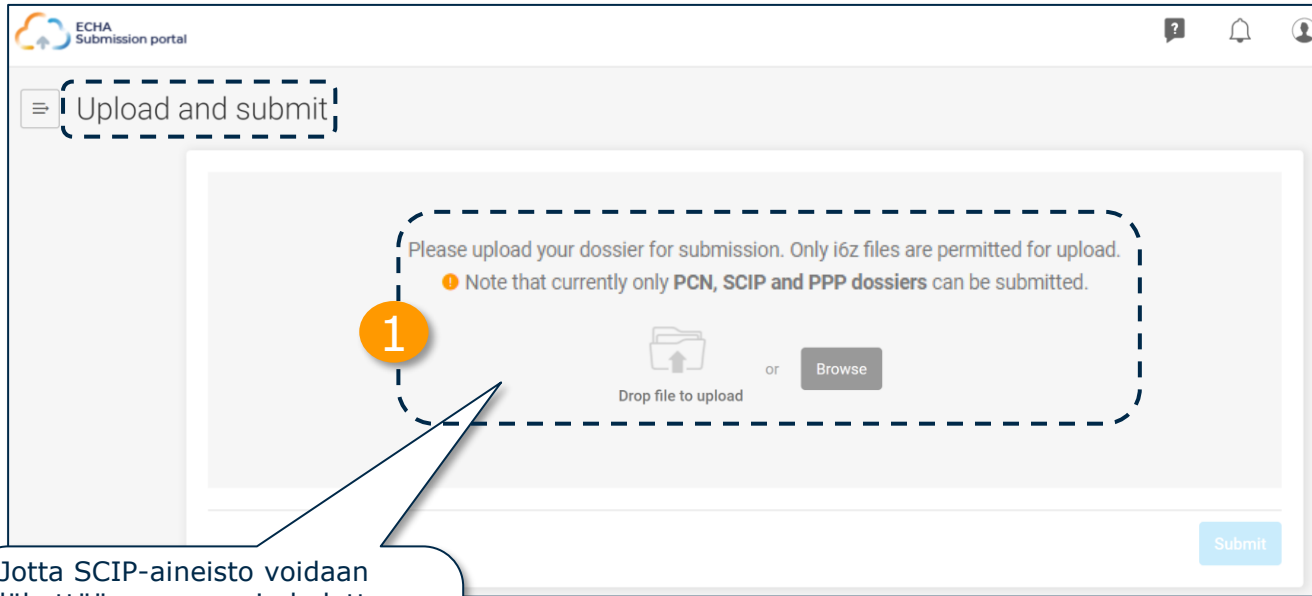 ECHA
Submission portal
Upload and submit
Please upload your dossier for submission. Only i6z files are permitted for upload.
Note that currently only PCN, SCIP and PPP dossiers can be submitted.
1
or
Browse
Drop file to upload
Submit
Jotta SCIP-aineisto voidaan